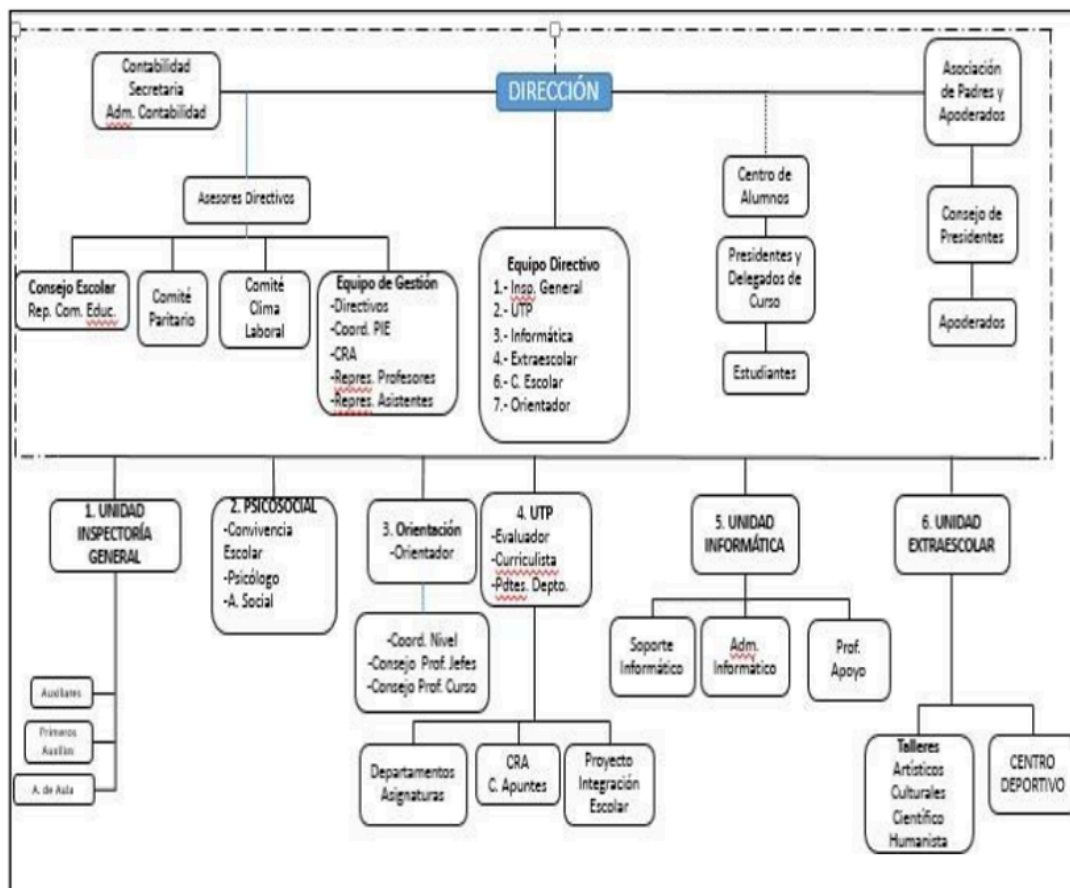 Contabilidad
Secretaria
Adm. Contabilidad
DIRECCIÓN
Asociación
de Padres y
Apoderados
Asesores Directivos
Centro de
Alumnos
Consejo de
Presidentes
Consejo Escolar
Rep. Com. Educ.
Comité
Paritario
Comité
Clima
Laboral
Equipo de Gestión
-Directivos
-Coord. PIE
-CRA
-Repres. Profesores
-Repres. Asistentes
Equipo Directivo
1.- Insp. General
2.- UTP
3.- Informática
4.- Extraescolar
6.- C. Escolar
7.- Orientador
Presidentes y
Delegados de
Curso
Apoderados
Estudiantes
1. UNIDAD
INSPECTORÍA
GENERAL
2. PSICOSOCIAL
-Convivencia
Escolar
-Psicólogo
-A. Social
3. Orientación
-Orientador
4. UTP
-Evaluador
-Curriculista
-Pdtes. Depto.
5. UNIDAD
INFORMÁTICA
6. UNIDAD
EXTRAESCOLAR
-Coord. Nivel
-Consejo Prof. Jefes
-Consejo Prof. Curso
Soporte
Informático
Adm.
Informático
Prof.
Apoyo
Auxiliares
Primeros
Auxilios
A. de Aula
Departamentos
Asignaturas
CRA
C. Apuntes
Proyecto
Integración
Escolar
Talleres
Artísticos
Culturales
Científico
Humanista
CENTRO
DEPORTIVO